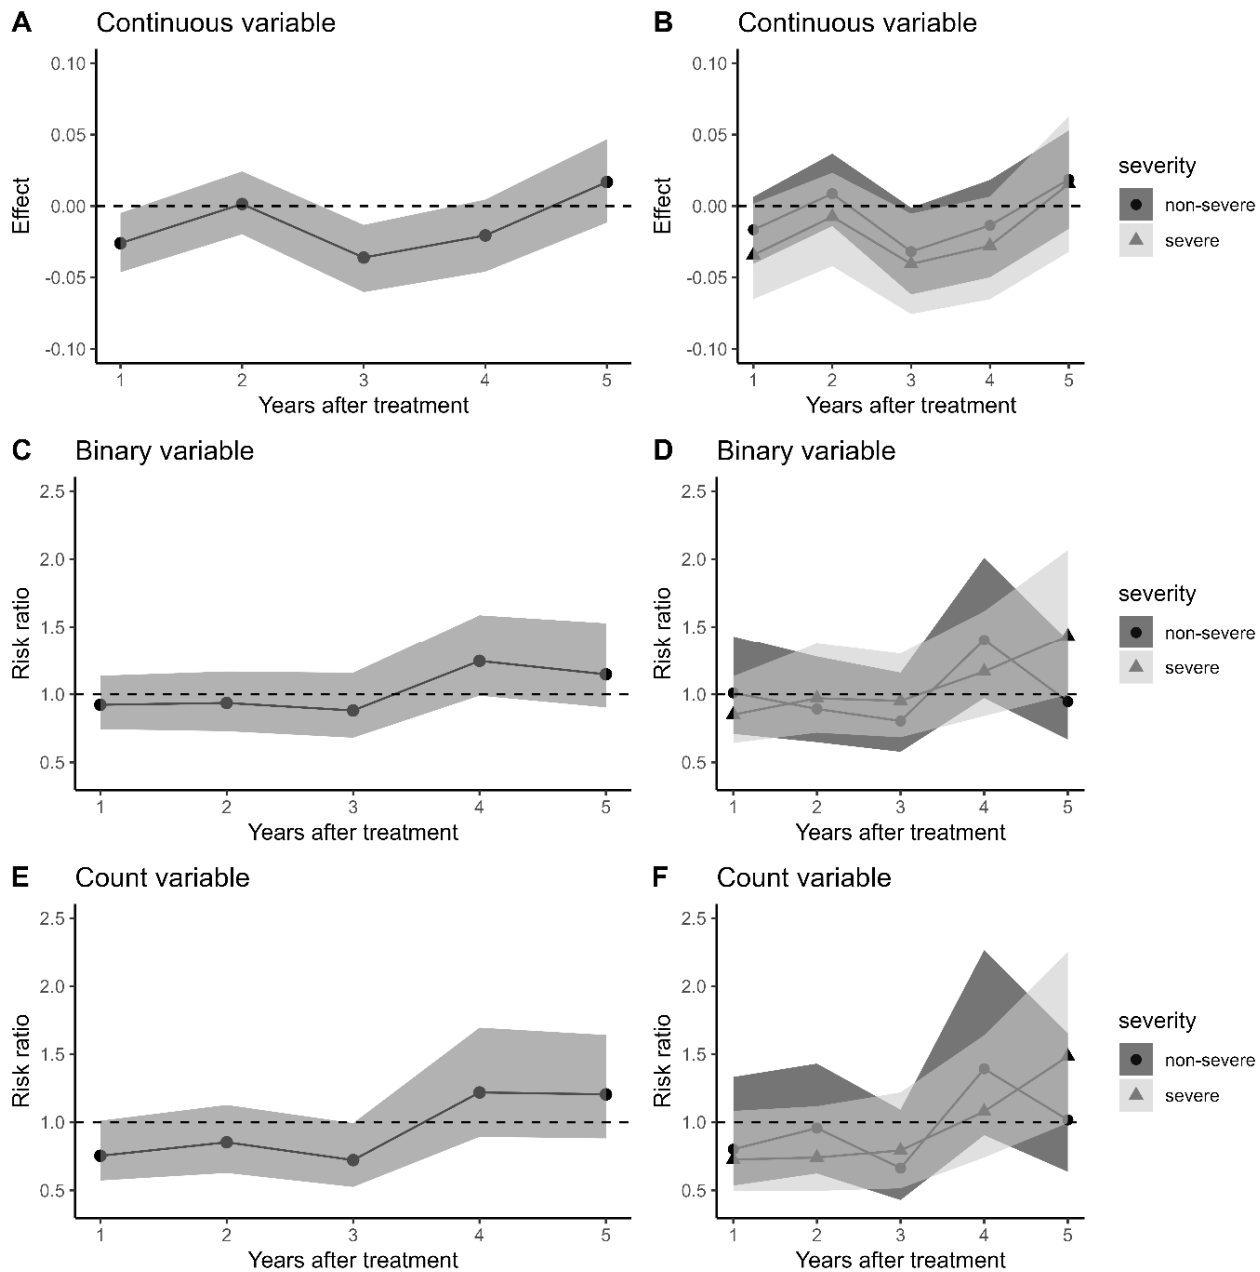 A Continuous variable
0.10
0.05
0.00
-0.05
-0.10
Effect
1 2 3 4 5
Years after treatment
B Continuous variable
0.10
0.05
0.00
-0.05
-0.10
Effect
1 2 3 4 5
Years after treatment
severity
non-severe
severe
C Binary variable
2.5
2.0
1.5
1.0
0.5
Risk ratio
1 2 3 4 5
Years after treatment
D Binary variable
2.5
2.0
1.5
1.0
0.5
Risk ratio
1 2 3 4 5
Years after treatment
severity
non-severe
severe
E Count variable
2.5
2.0
1.5
1.0
0.5
Risk ratio
1 2 3 4 5
Years after treatment
F Count variable
2.5
2.0
1.5
1.0
0.5
Risk ratio
1 2 3 4 5
Years after treatment
severity
non-severe
severe